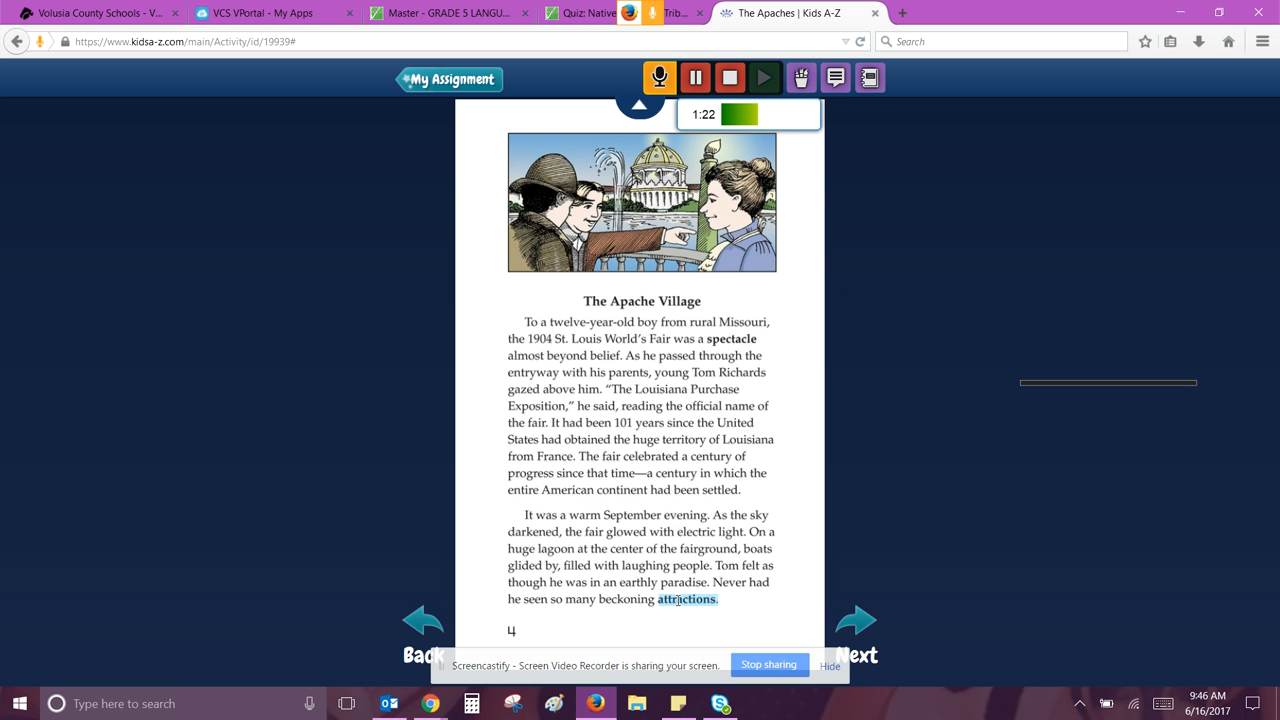 Volusia County Schools - V...
VCS VPortal - My Apps
Master - GRADE 5 LANGU...
Quiz: Native
Trib...
The Apaches | Kids A-Z
https://www.kidsa-z.com/main/Activity/id/19939#
Search
My Assignment
1:22
The Apache Village
To a twelve-year-old boy from rural Missouri,
the 1904 St. Louis World's Fair was a spectacle
almost beyond belief. As he passed through the
entryway with his parents, young Tom Richards
gazed above him. “The Louisiana Purchase
Exposition,” he said, reading the official name of
the fair. It had been 101 years since the United
States had obtained the huge territory of Louisiana
from France. The fair celebrated a century of
progress since that time—a century in which the
entire American continent had been settled.
It was a warm September evening. As the sky
darkened, the fair glowed with electric light. On a
huge lagoon at the center of the fairground, boats
glided by, filled with laughing people. Tom felt as
though he was in an earthly paradise. Never had
he seen so many beckoning attractions.
4
Back
Next
Screencastify - Screen Video Recorder is sharing your screen.
Stop sharing
Hide
Type here to search
9:46 AM
6/16/2017